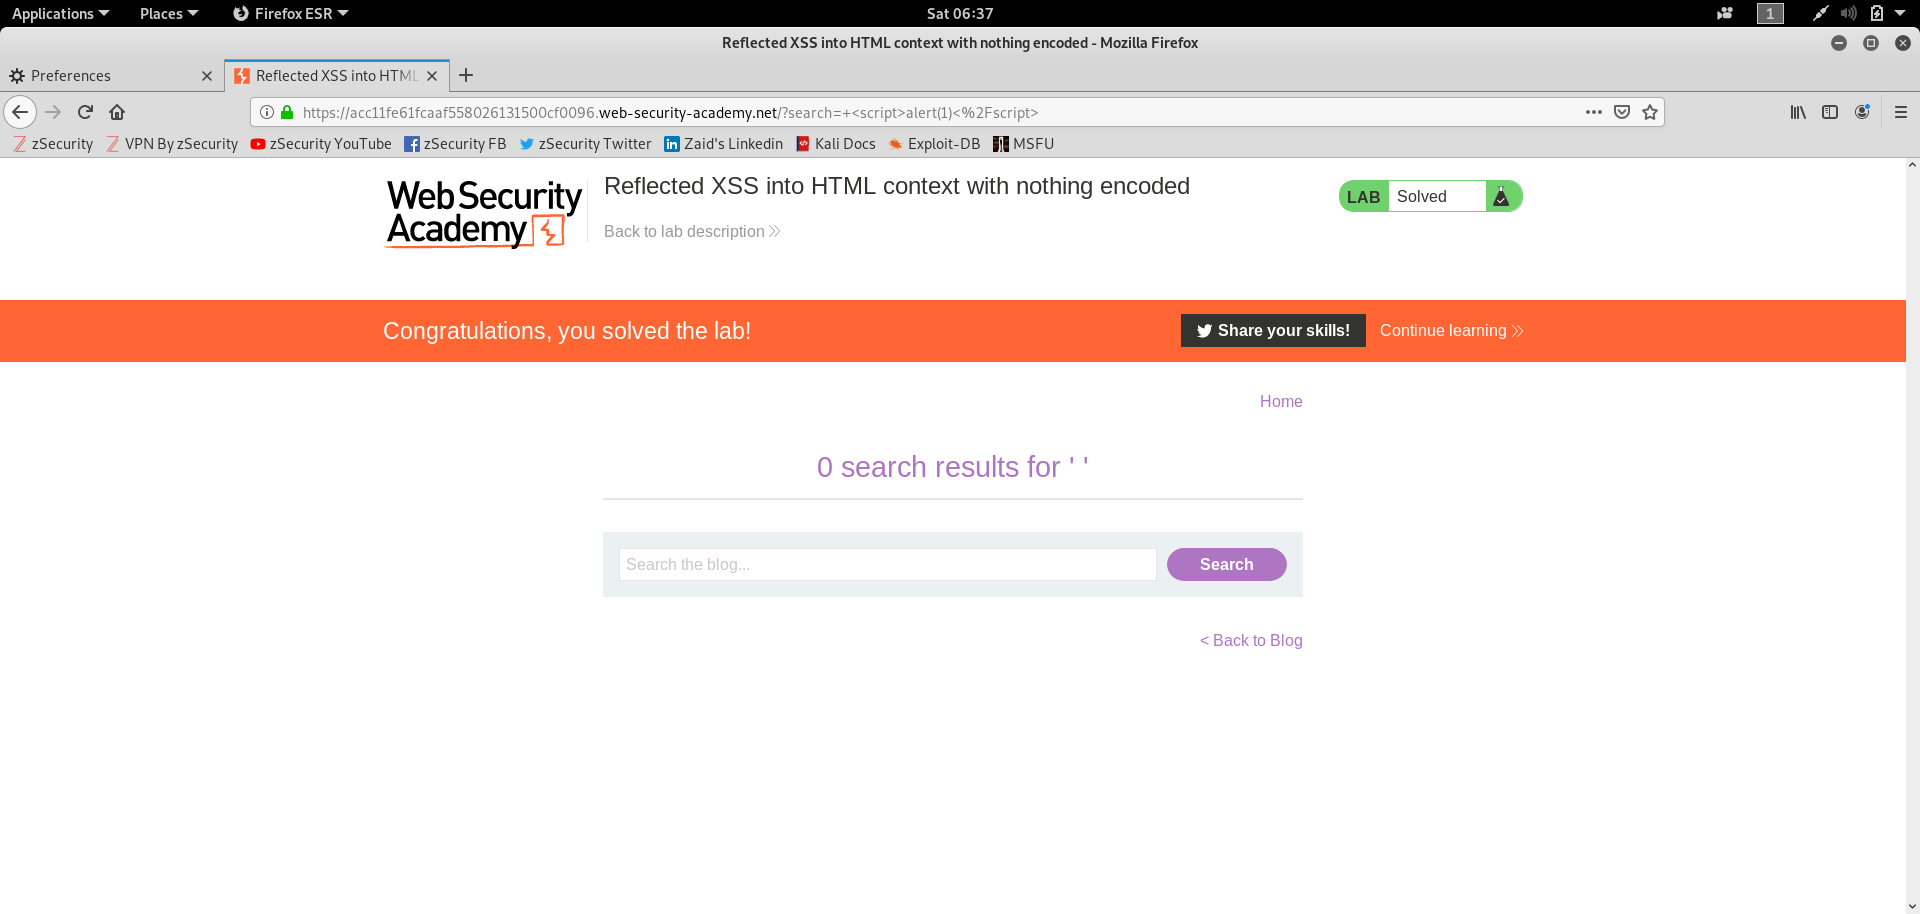 Applications Places Firefox ESR Sat 06:37 1
Reflected XSS into HTML context with nothing encoded - Mozilla Firefox
Preferences Reflected XSS into HTM
https://acc11fe61fcaaf558026131500cf0096.web-security-academy.net/?search=+<script>alert(1)<%2Fscript>
zSecurity VPN By zSecurity zSecurity YouTube zSecurity FB zSecurity Twitter Zaid's Linkedin Kali Docs Exploit-DB MSFU
Web Security
Academy
Reflected XSS into HTML context with nothing encoded
Back to lab description
LAB Solved
Congratulations, you solved the lab! Share your skills! Continue learning
Home
0 search results for ' '
Search the blog... Search
< Back to Blog